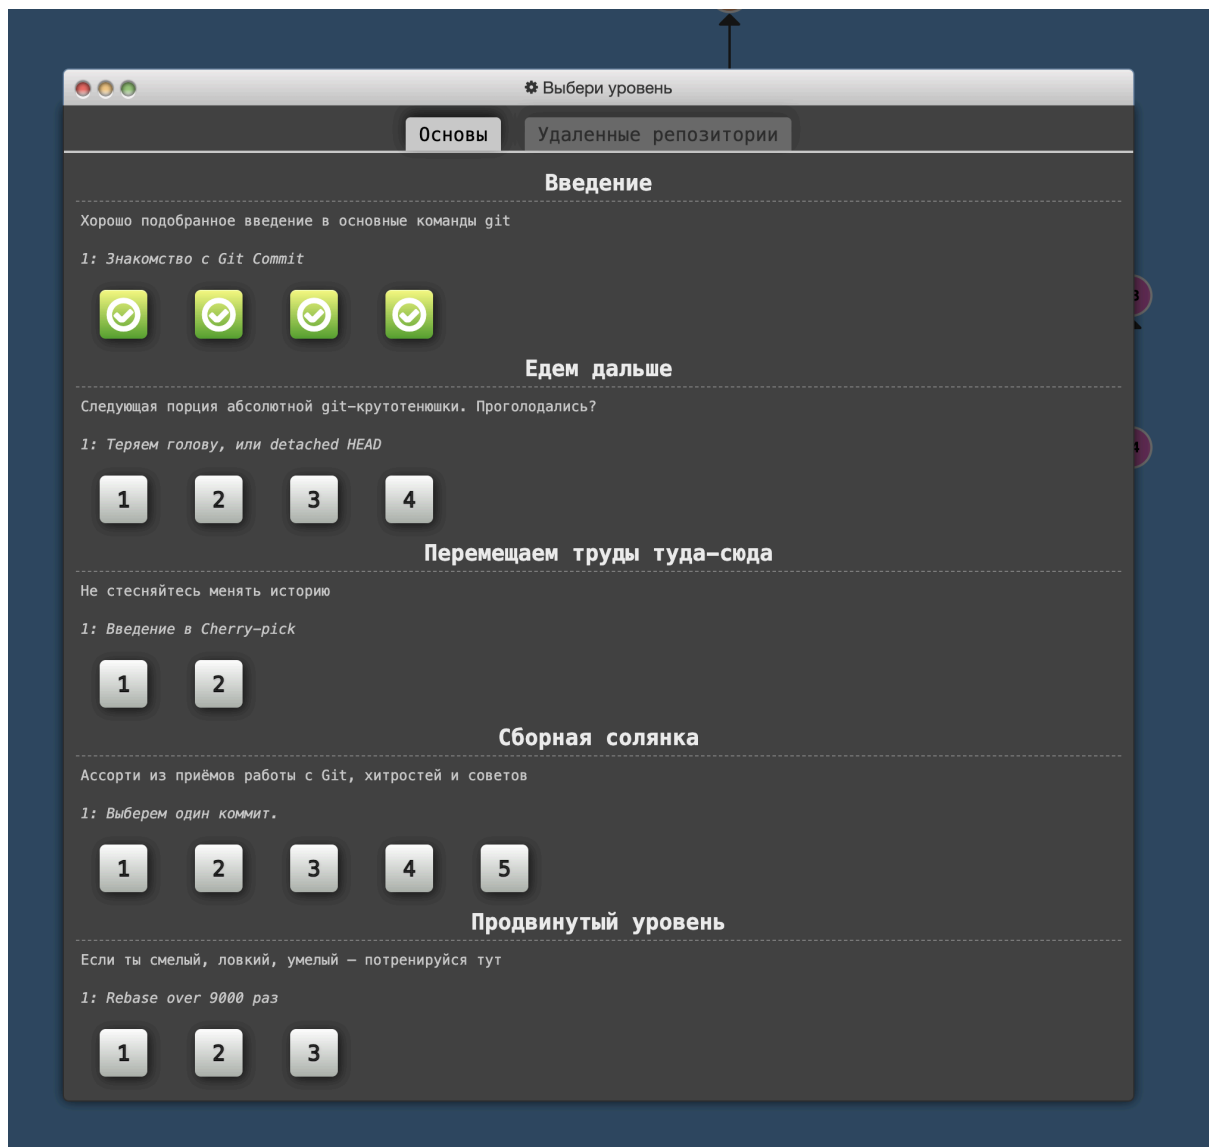 Выбери уровень
Основы Удаленные репозитории
Введение
Хорошо подобранное введение в основные команды git
1: Знакомство с Git Commit
Едем дальше
Следующая порция абсолютной git-крутотенюшки. Проголодались?
1: Теряем голову, или detached HEAD
1 2 3 4
Перемещаем труды туда-сюда
Не стесняйтесь менять историю
1: Введение в Cherry-pick
1 2
Сборная солянка
Ассорти из приёмов работы с Git, хитростей и советов
1: Выберем один коммит.
1 2 3 4 5
Продвинутый уровень
Если ты смелый, ловкий, умелый — потренируйся тут
1: Rebase over 9000 раз
1 2 3